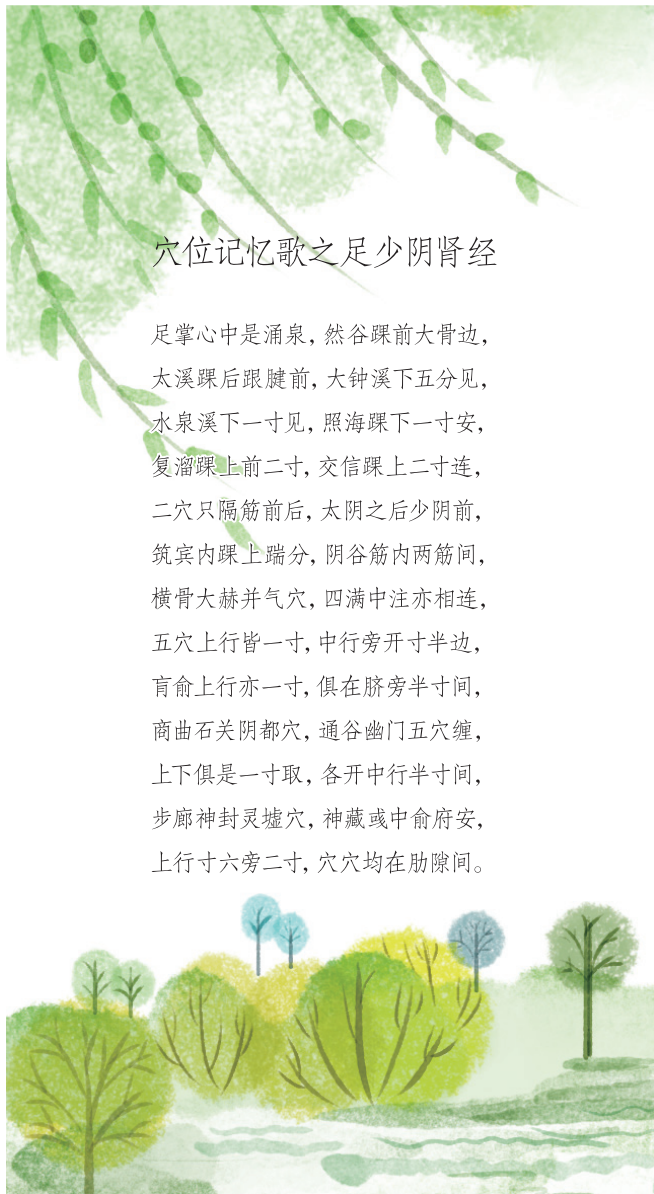 穴位记忆歌之足少阴肾经
足掌心中是涌泉，然谷踝前大骨边，
太溪踝后跟腱前，大钟溪下五分见，
水泉溪下一寸见，照海踝下一寸安，
复溜踝上前二寸，交信踝上二寸连，
二穴只隔筋前后，太阴之后少阴前，
筑宾内踝上踹分，阴谷筋内两筋间，
横骨大赫并气穴，四满中注亦相连，
五穴上行皆一寸，中行旁开寸半边，
肓俞上行亦一寸，俱在脐旁半寸间，
商曲石关阴都穴，通谷幽门五穴缠，
上下俱是一寸取，各开中行半寸间，
步廊神封灵墟穴，神藏彧中俞府安，
上行寸六旁二寸，穴穴均在肋隙间。